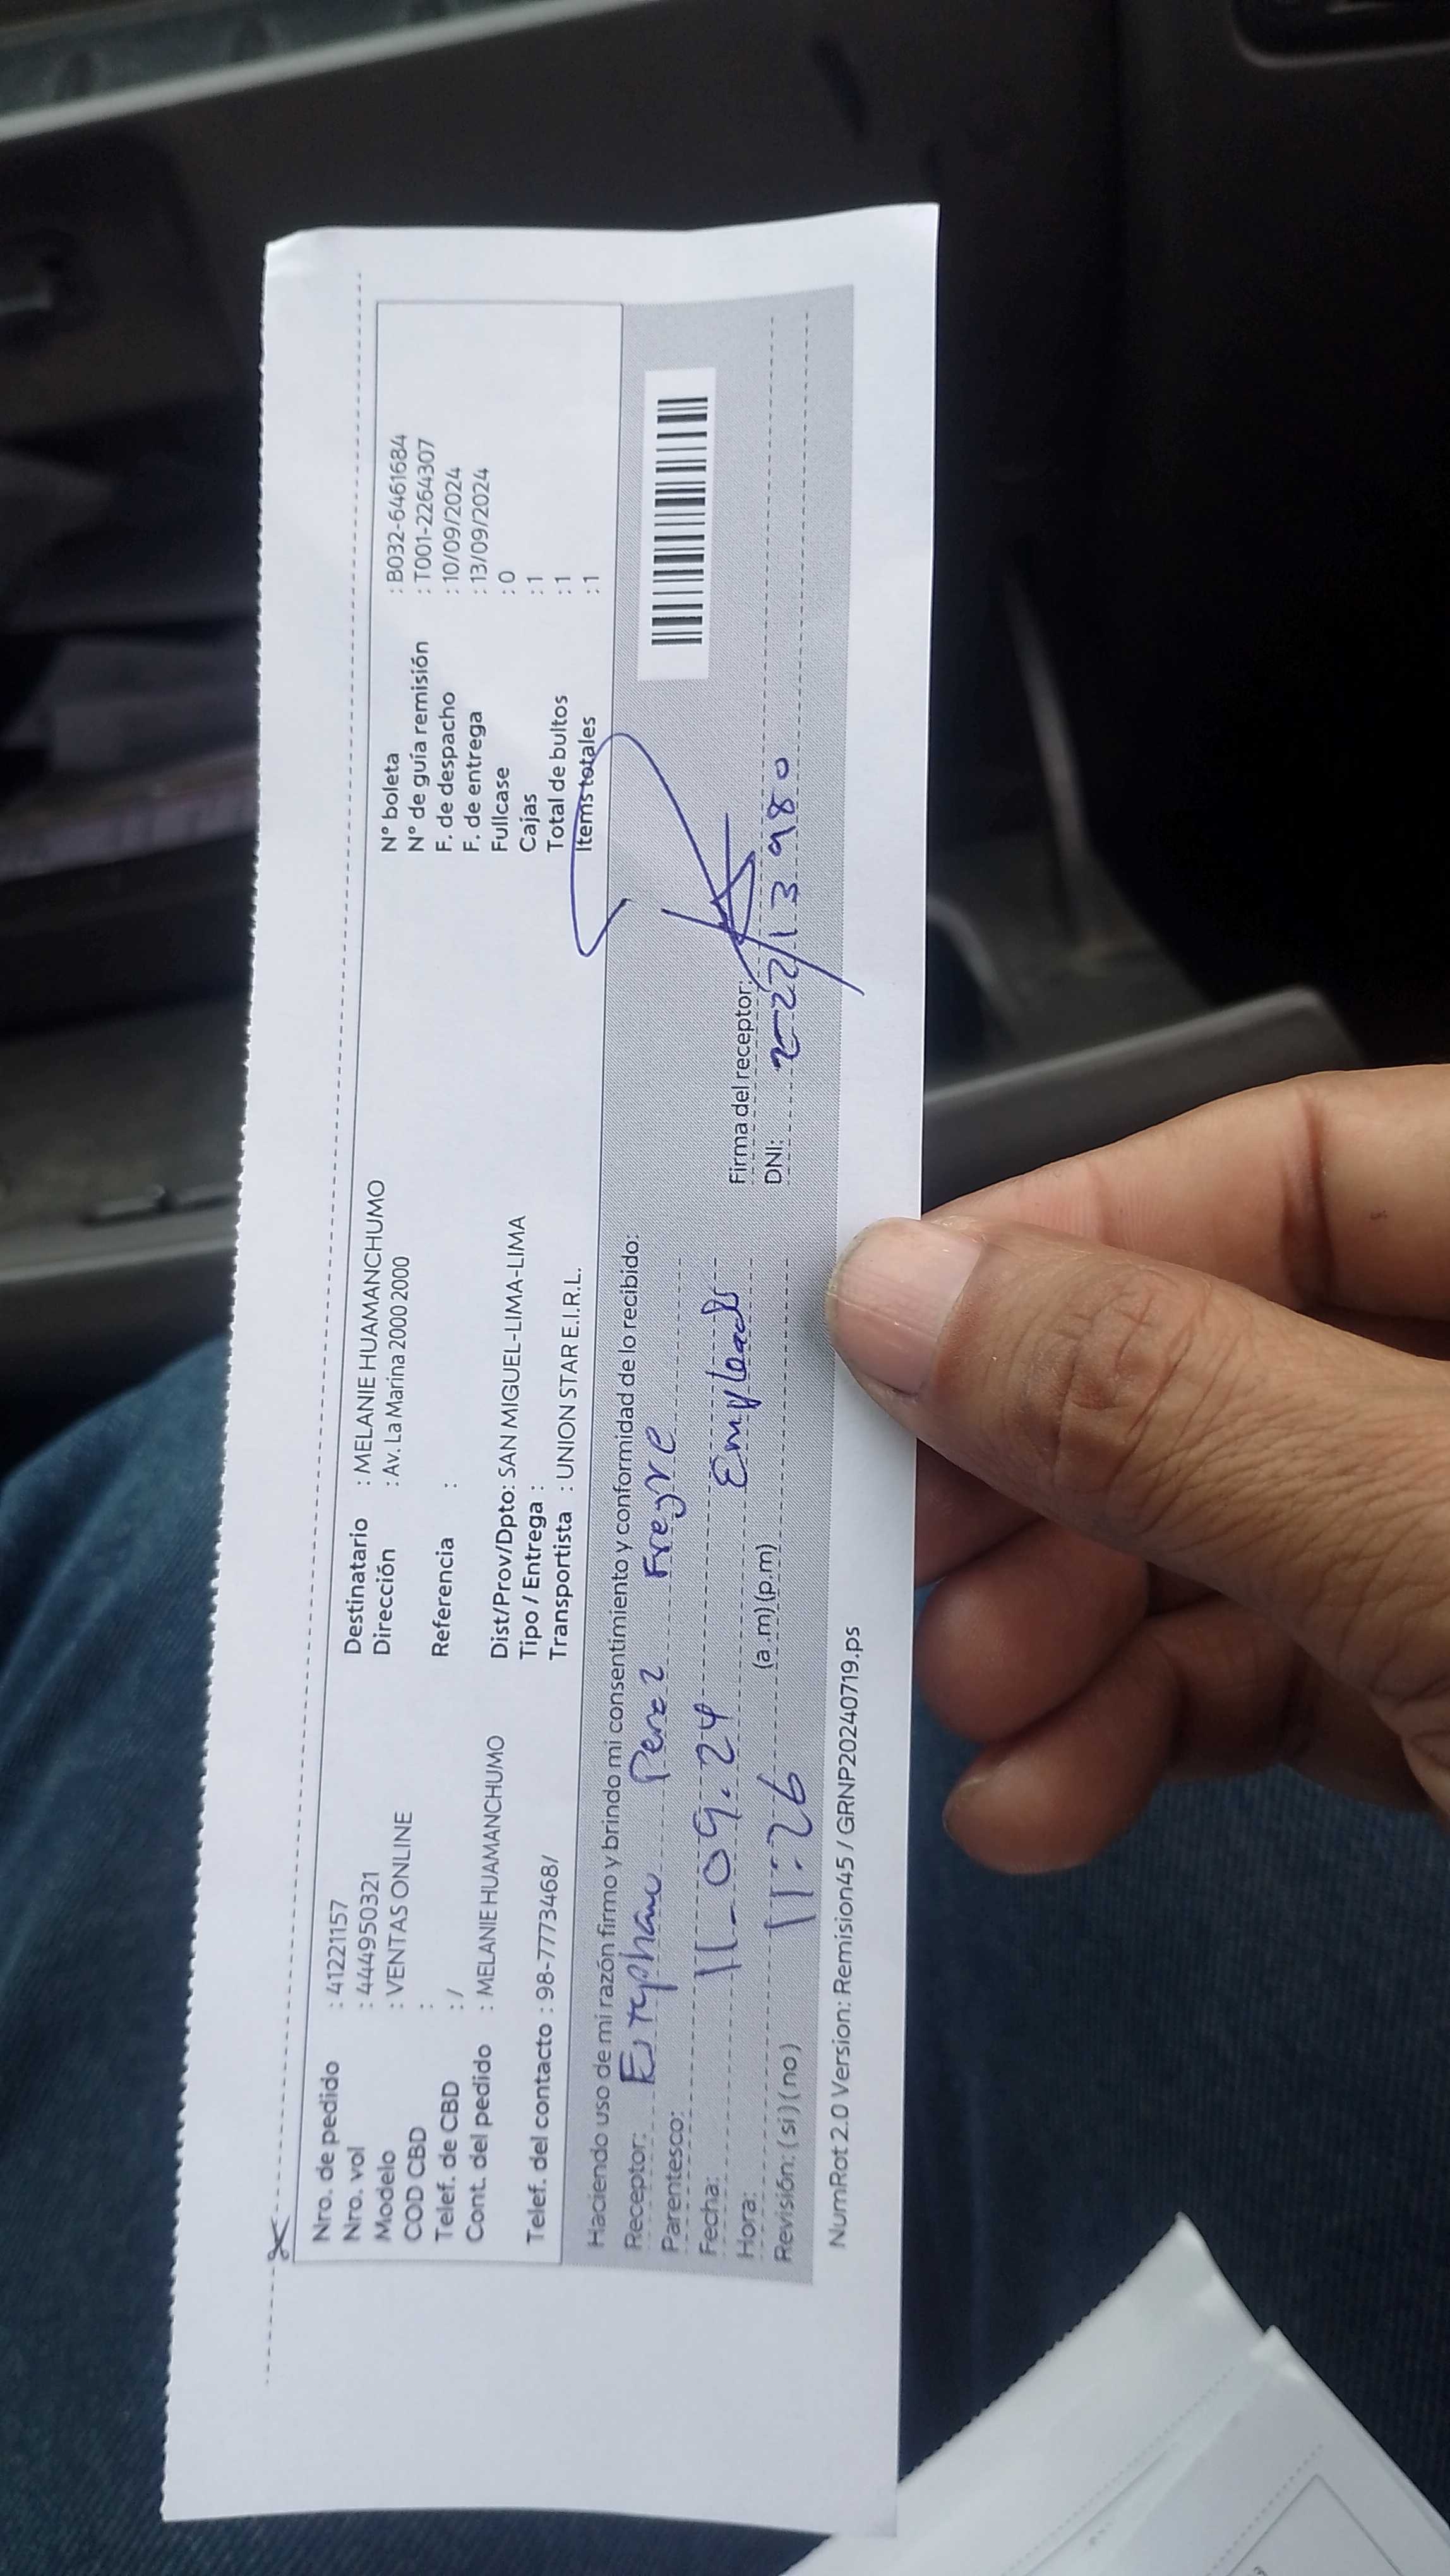 Nro. de pedido : 41221157
Nro. vol : 4449503​21
Modelo : VENTAS ONLINE
COD CBD :
Telef. de CBD : /
Cont. del pedido : MELANIE HUAMANCHUMO
Telef. del contacto : 98-7773468/
Destinatario : MELANIE HUAMANCHUMO
Dirección : Av. La Marina 2000 2000
Referencia :
Dist/Prov/Dpto: SAN MIGUEL-LIMA-LIMA
Tipo / Entrega :
Transportista : UNION STAR E.I.R.L.
N° boleta : B032-6461684
N° de guía remisión : T001-2264307
F. de despacho : 10/09/2024
F. de entrega : 13/09/2024
Fullcase : 0
Cajas : 1
Total de bultos : 1
Items totales : 1
Haciendo uso de mi razón firmo y brindo mi consentimiento y conformidad de lo recibido:
Receptor: Perez Freyre
Parentesco: Empleado
Fecha: 11-09.24
Hora: 11:26 (a.m) (p.m)
Revisión: ( si ) ( no )
Firma del receptor:
DNI:
NumRot 2.0 Version: Remision45 / GRNP20240719.ps